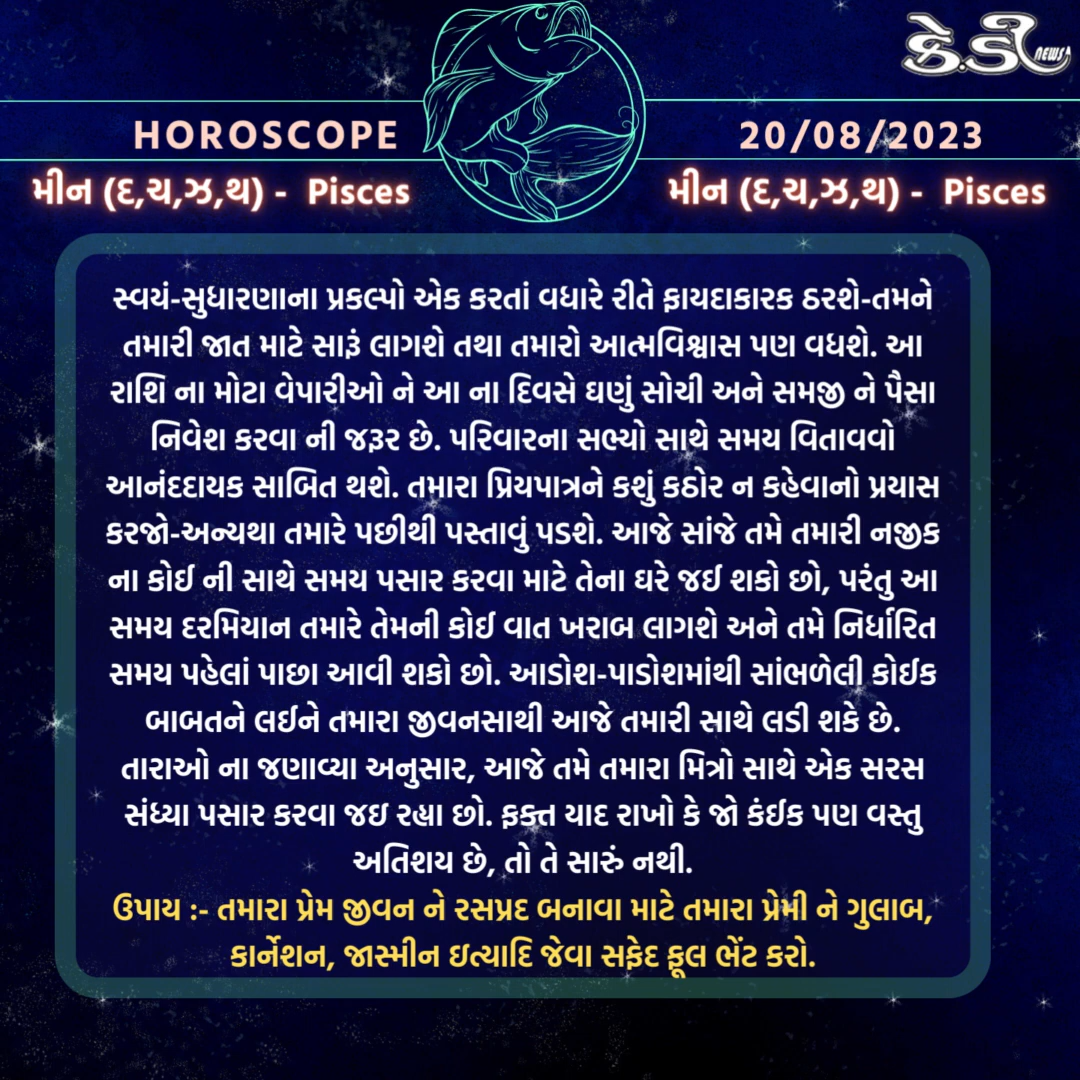 કે.ડી NEWS
HOROSCOPE
20/08/2023
મીન (દ,ચ,ઝ,થ) - Pisces
મીન (દ,ચ,ઝ,થ) - Pisces
સ્વયં-સુધારણાના પ્રકલ્પો એક કરતાં વધારે રીતે ફાયદાકારક ઠરશે-તમને
તમારી જાત માટે સારૂં લાગશે તથા તમારો આત્મવિશ્વાસ પણ વધશે. આ
રાશિ ના મોટા વેપારીઓ ને આ ના દિવસે ઘણું સોચી અને સમજી ને પૈસા
નિવેશ કરવા ની જરૂર છે. પરિવારના સભ્યો સાથે સમય વિતાવવો
આનંદદાયક સાબિત થશે. તમારા પ્રિયપાત્રને કશું કઠોર ન કહેવાનો પ્રયાસ
કરજો-અન્યથા તમારે પછીથી પસ્તાવું પડશે. આજે સાંજે તમે તમારી નજીક
ના કોઈ ની સાથે સમય પસાર કરવા માટે તેના ઘરે જઈ શકો છો, પરંતુ આ
સમય દરમિયાન તમારે તેમની કોઈ વાત ખરાબ લાગશે અને તમે નિર્ધારિત
સમય પહેલાં પાછા આવી શકો છો. આડોશ-પાડોશમાંથી સાંભળેલી કોઈક
બાબતને લઈને તમારા જીવનસાથી આજે તમારી સાથે લડી શકે છે.
તારાઓ ના જણાવ્યા અનુસાર, આજે તમે તમારા મિત્રો સાથે એક સરસ
સંધ્યા પસાર કરવા જઇ રહ્યા છો. ફક્ત યાદ રાખો કે જો કંઈક પણ વસ્તુ
અતિશય છે, તો તે સારું નથી.
ઉપાય :- તમારા પ્રેમ જીવન ને રસપ્રદ બનાવા માટે તમારા પ્રેમી ને ગુલાબ,
કાર્નેશન, જાસ્મીન ઇત્યાદિ જેવા સફેદ ફૂલ ભેંટ કરો.